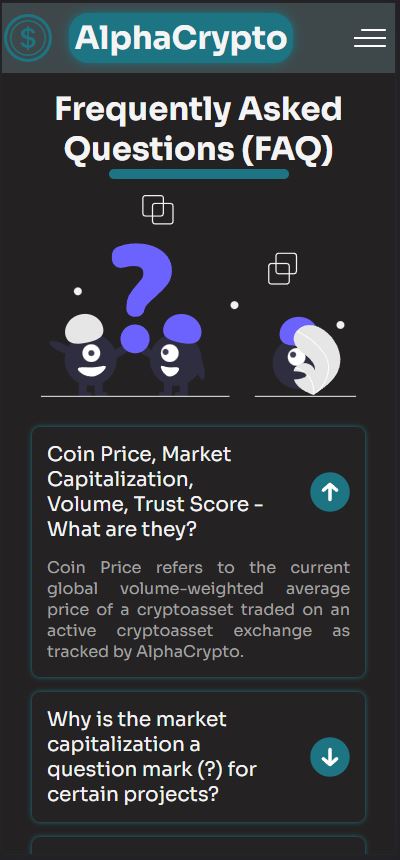 $ AlphaCrypto
Frequently Asked
Questions (FAQ)
?
Coin Price, Market
Capitalization,
Volume, Trust Score -
What are they?
Coin Price refers to the current
global volume-weighted average
price of a cryptoasset traded on an
active cryptoasset exchange as
tracked by AlphaCrypto.
Why is the market
capitalization a
question mark (?) for
certain projects?